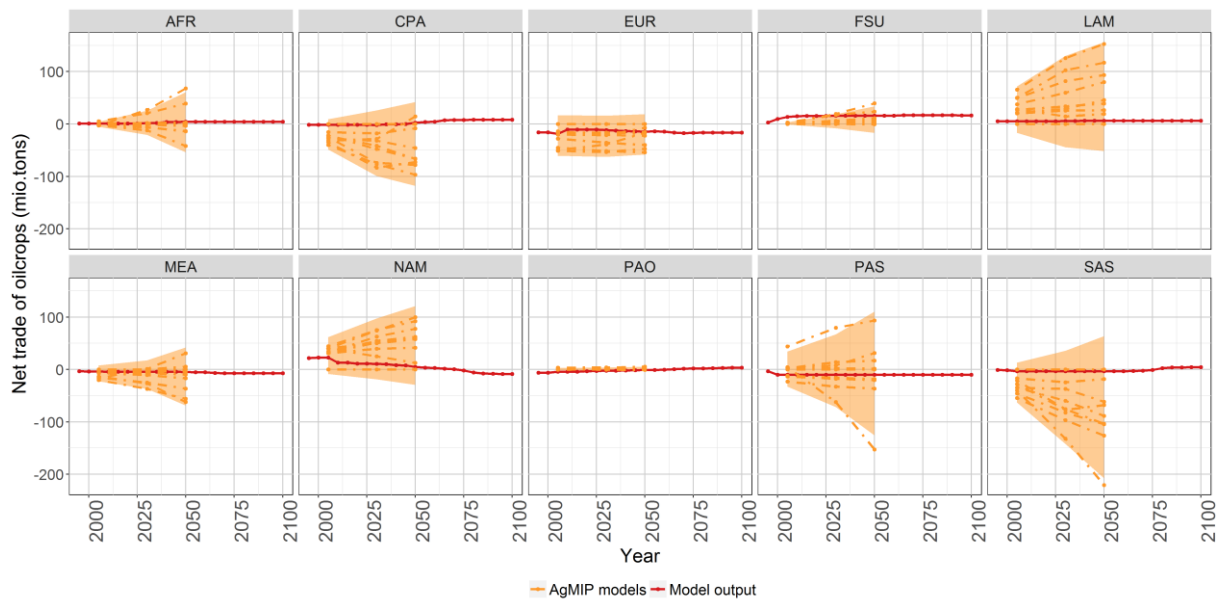 AFR CPA EUR FSU LAM
100
0
-100
-200
MEA NAM PAO PAS SAS
100
0
-100
-200
Net trade of oilcrops (mio.tons)
2000 2025 2050 2075 2100 2000 2025 2050 2075 2100 2000 2025 2050 2075 2100 2000 2025 2050 2075 2100 2000 2025 2050 2075 2100
Year
AgMIP models Model output